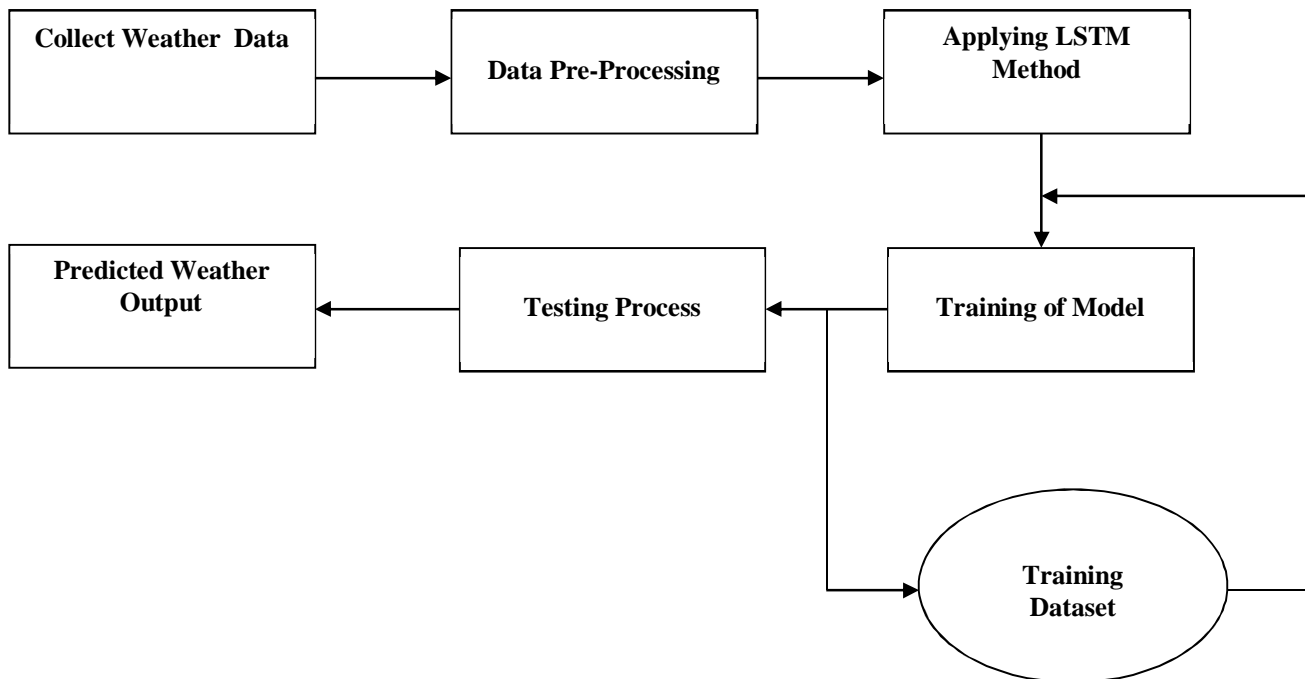 Collect Weather  Data
Data Pre-Processing
Applying LSTM
Method
Predicted Weather
Output
Testing Process
Training of Model
Training
Dataset